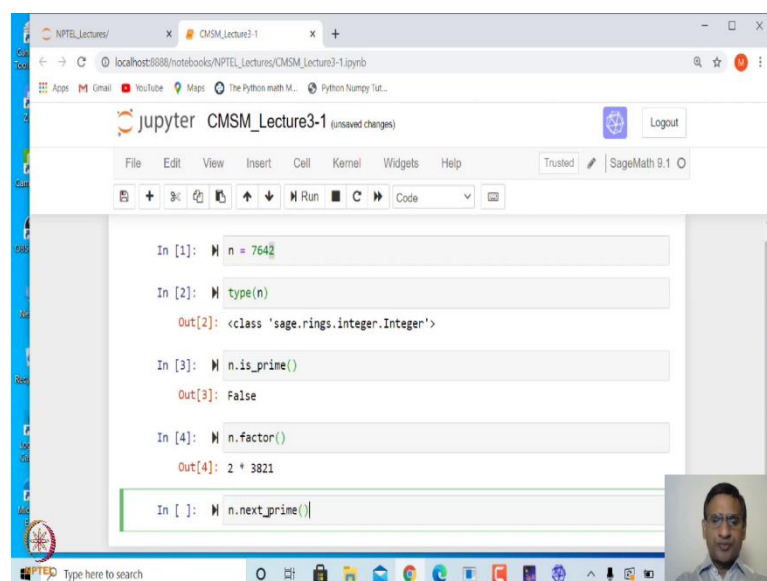 NPTEL_Lectures/ CMSM_Lecture3-1
localhost:8888/notebooks/NPTEL_Lectures/CMSM_Lecture3-1.ipynb M
Apps M Gmail YouTube Maps The Python math M... Python Numpy Tut...
jupyter CMSM_Lecture3-1 (unsaved changes) Logout
File Edit View Insert Cell Kernel Widgets Help Trusted SageMath 9.1
Run Code
In [1]: n = 7642
In [2]: type(n)
Out[2]: <class 'sage.rings.integer.Integer'>
In [3]: n.is_prime()
Out[3]: False
In [4]: n.factor()
Out[4]: 2 * 3821
In [ ]: n.next_prime()
Type here to search